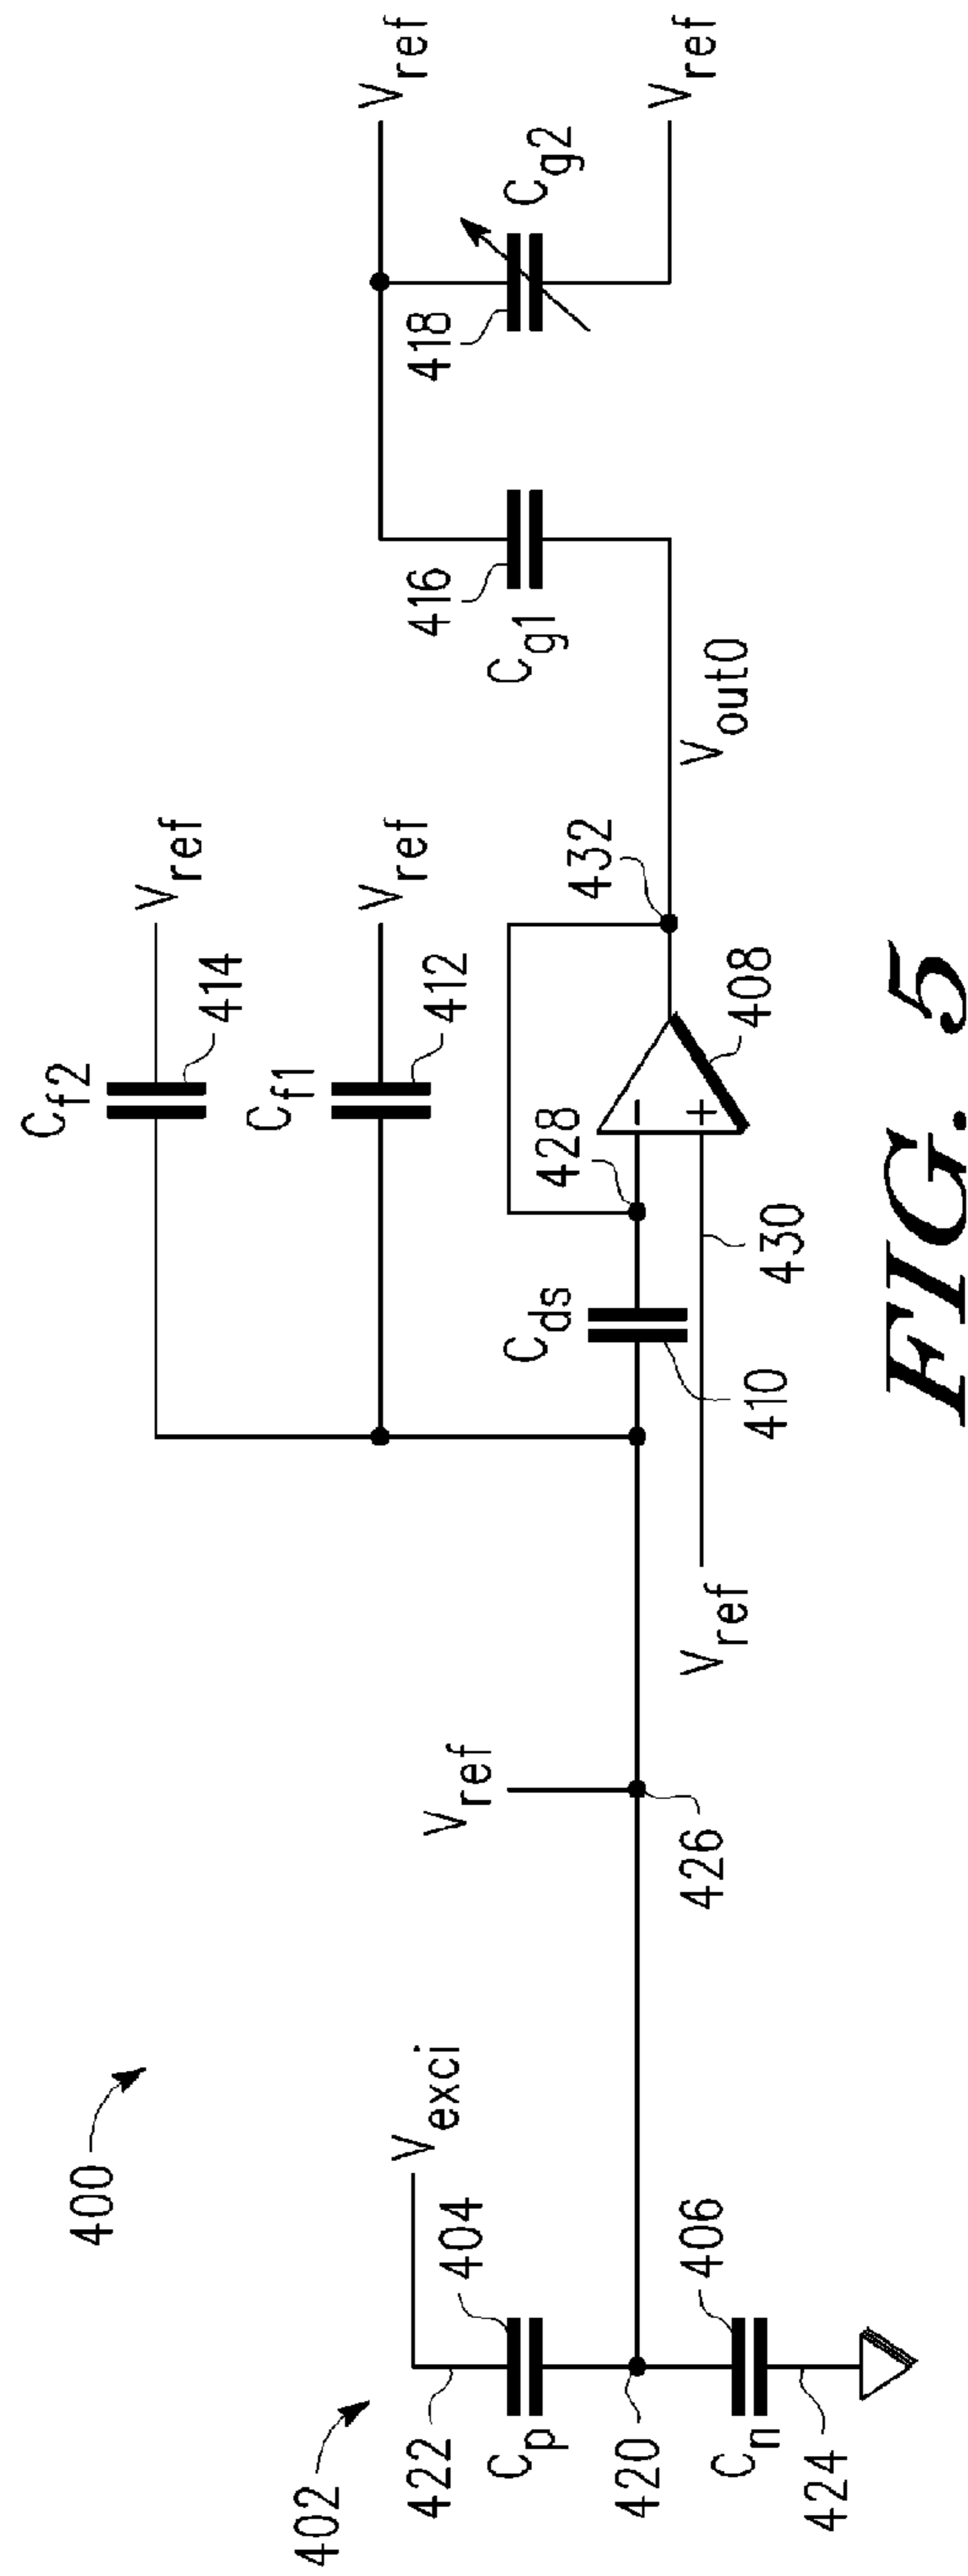 400
402
422
V_exci
404
C_p
420
406
C_n
424
V_ref
426
V_ref
430
C_f2
414
V_ref
C_f1
412
V_ref
C_ds
410
428
-
+
408
432
V_out0
416
C_g1
418
C_g2
V_ref
V_ref
FIG. 5